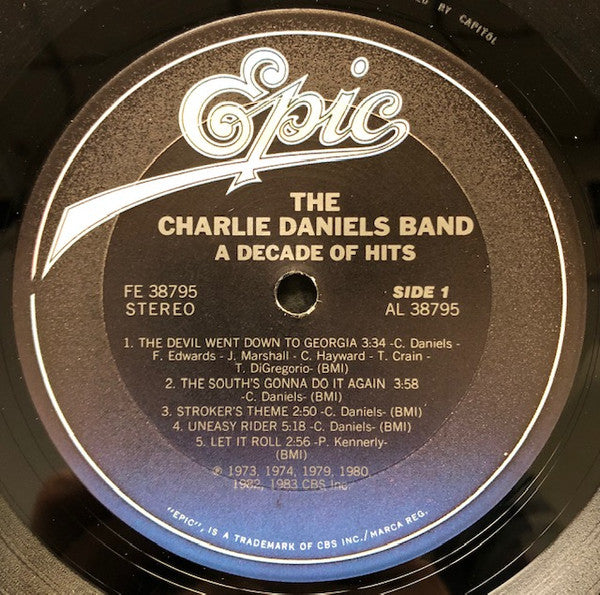 ED BY CAPITOL
Epic
THE
CHARLIE DANIELS BAND
A DECADE OF HITS
FE 38795
STEREO
SIDE 1
AL 38795
1. THE DEVIL WENT DOWN TO GEORGIA 3:34 -C. Daniels -
F. Edwards - J. Marshall - C. Hayward - T. Crain -
T. DiGregorio- (BMI)
2. THE SOUTH'S GONNA DO IT AGAIN 3:58
-C. Daniels- (BMI)
3. STROKER'S THEME 2:50 -C. Daniels- (BMI)
4. UNEASY RIDER 5:18 -C. Daniels- (BMI)
5. LET IT ROLL 2:56 -P. Kennerly-
(BMI)
℗ 1973, 1974, 1979, 1980
1982, 1983 CBS Inc.
"EPIC", IS A TRADEMARK OF CBS INC./MARCA REG.